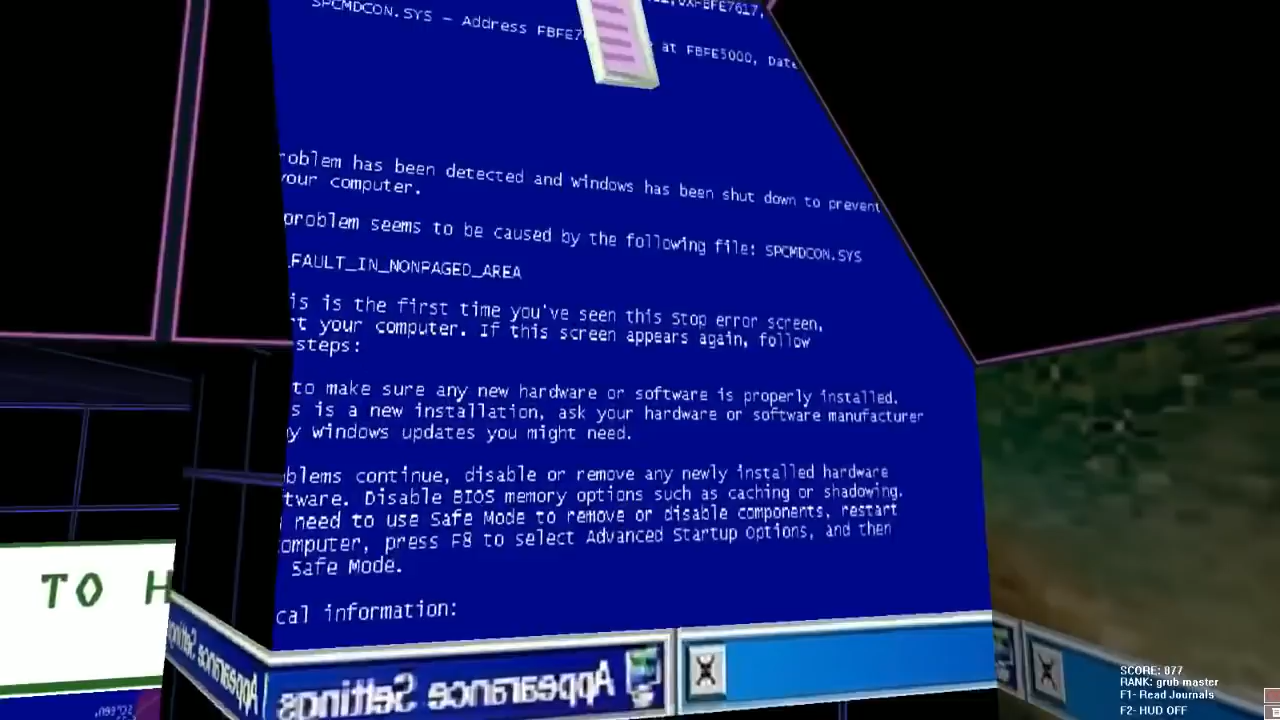 SPCMDCON.SYS – Address FBFE7
at FBFE5000, Date
roblem has been detected and windows has been shut down to prevent
your computer.
problem seems to be caused by the following file: SPCMDCON.SYS
_FAULT_IN_NONPAGED_AREA
is is the first time you've seen this Stop error screen,
rt your computer. If this screen appears again, follow
steps:
to make sure any new hardware or software is properly installed.
s is a new installation, ask your hardware or software manufacturer
ny windows updates you might need.
oblems continue, disable or remove any newly installed hardware
tware. Disable BIOS memory options such as caching or shadowing.
need to use Safe Mode to remove or disable components, restart
computer, press F8 to select Advanced Startup Options, and then
Safe Mode.
cal information:
TO H
Appearance Settings
Appearance Settings
SCORE: 877
RANK: grub master
F1- Read Journals
F2- HUD OFF